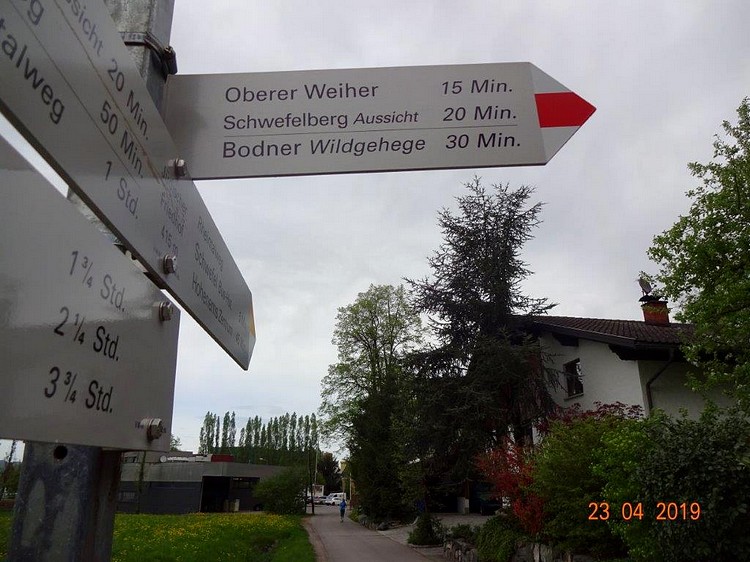 Oberer Weiher 15 Min.
Schwefelberg Aussicht 20 Min.
Bodner Wildgehege 30 Min.
20 Min.
talweg 50 Min.
1 Std.
1 3/4 Std.
2 1/4 Std.
3 3/4 Std.
23 04 2019